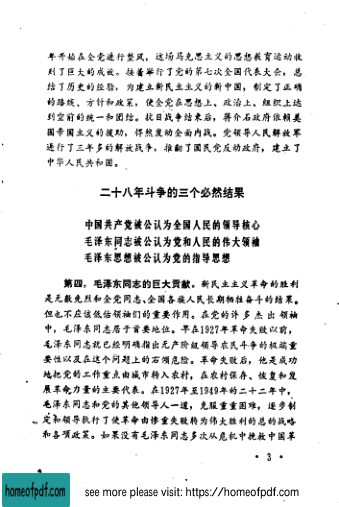 年开始在全党进行整风，这场马克思主义的思想教育运动收
到了巨大的成效。接着举行了党的第七次全国代表大会，总
结了历史的经验，为建立新民主主义的新中国，制定了正确
的路线、方针和政策，使全党在思想上、政治上、组织上达
到空前的统一和团结。抗日战争结束后，蒋介石政府依赖美
国帝国主义的援助，悍然发动全面内战。党领导人民解放军
进行了三年多的解放战争，推翻了国民党反动政府，建立了
中华人民共和国。
二十八年斗争的三个必然结果
中国共产党被公认为全国人民的领导核心
毛泽东同志被公认为党和人民的伟大领袖
毛泽东思想被公认为党的指导思想
第四，毛泽东同志的巨大贡献。新民主主义革命的胜利
是无数先烈和全党同志、全国各族人民长期牺牲奋斗的结果。
但也不应该低估领袖们的重要作用。在党的许多杰出领袖
中，毛泽东同志居于首要地位。早在1927年革命失败以前，
毛泽东同志就已经明确指出无产阶级领导农民斗争的极端重
要性以及在这个问题上的右倾危险。革命失败后，他是成功
地把党的工作重点由城市转入农村，在农村保存、恢复和发
展革命力量的主要代表。在1927年至1949年的二十二年中，
毛泽东同志和党的其他领导人一道，克服重重困难，逐步制
定和领导执行了使革命由惨重失败转为伟大胜利的总的战略
和各项政策。如果没有毛泽东同志多次从危机中挽救中国革
• 3 •
homeofpdf.com
see more please visit: https://homeofpdf.com